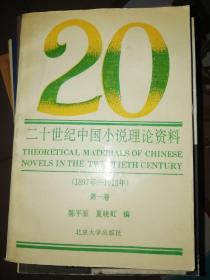 20
二十世纪中国小说理论资料
THEORETICAL MATERIALS OF CHINESE
NOVELS IN THE TWENTIETH CENTURY
(1897年—1916年)
第一卷
陈平原 夏晓虹 编
北京大学出版社